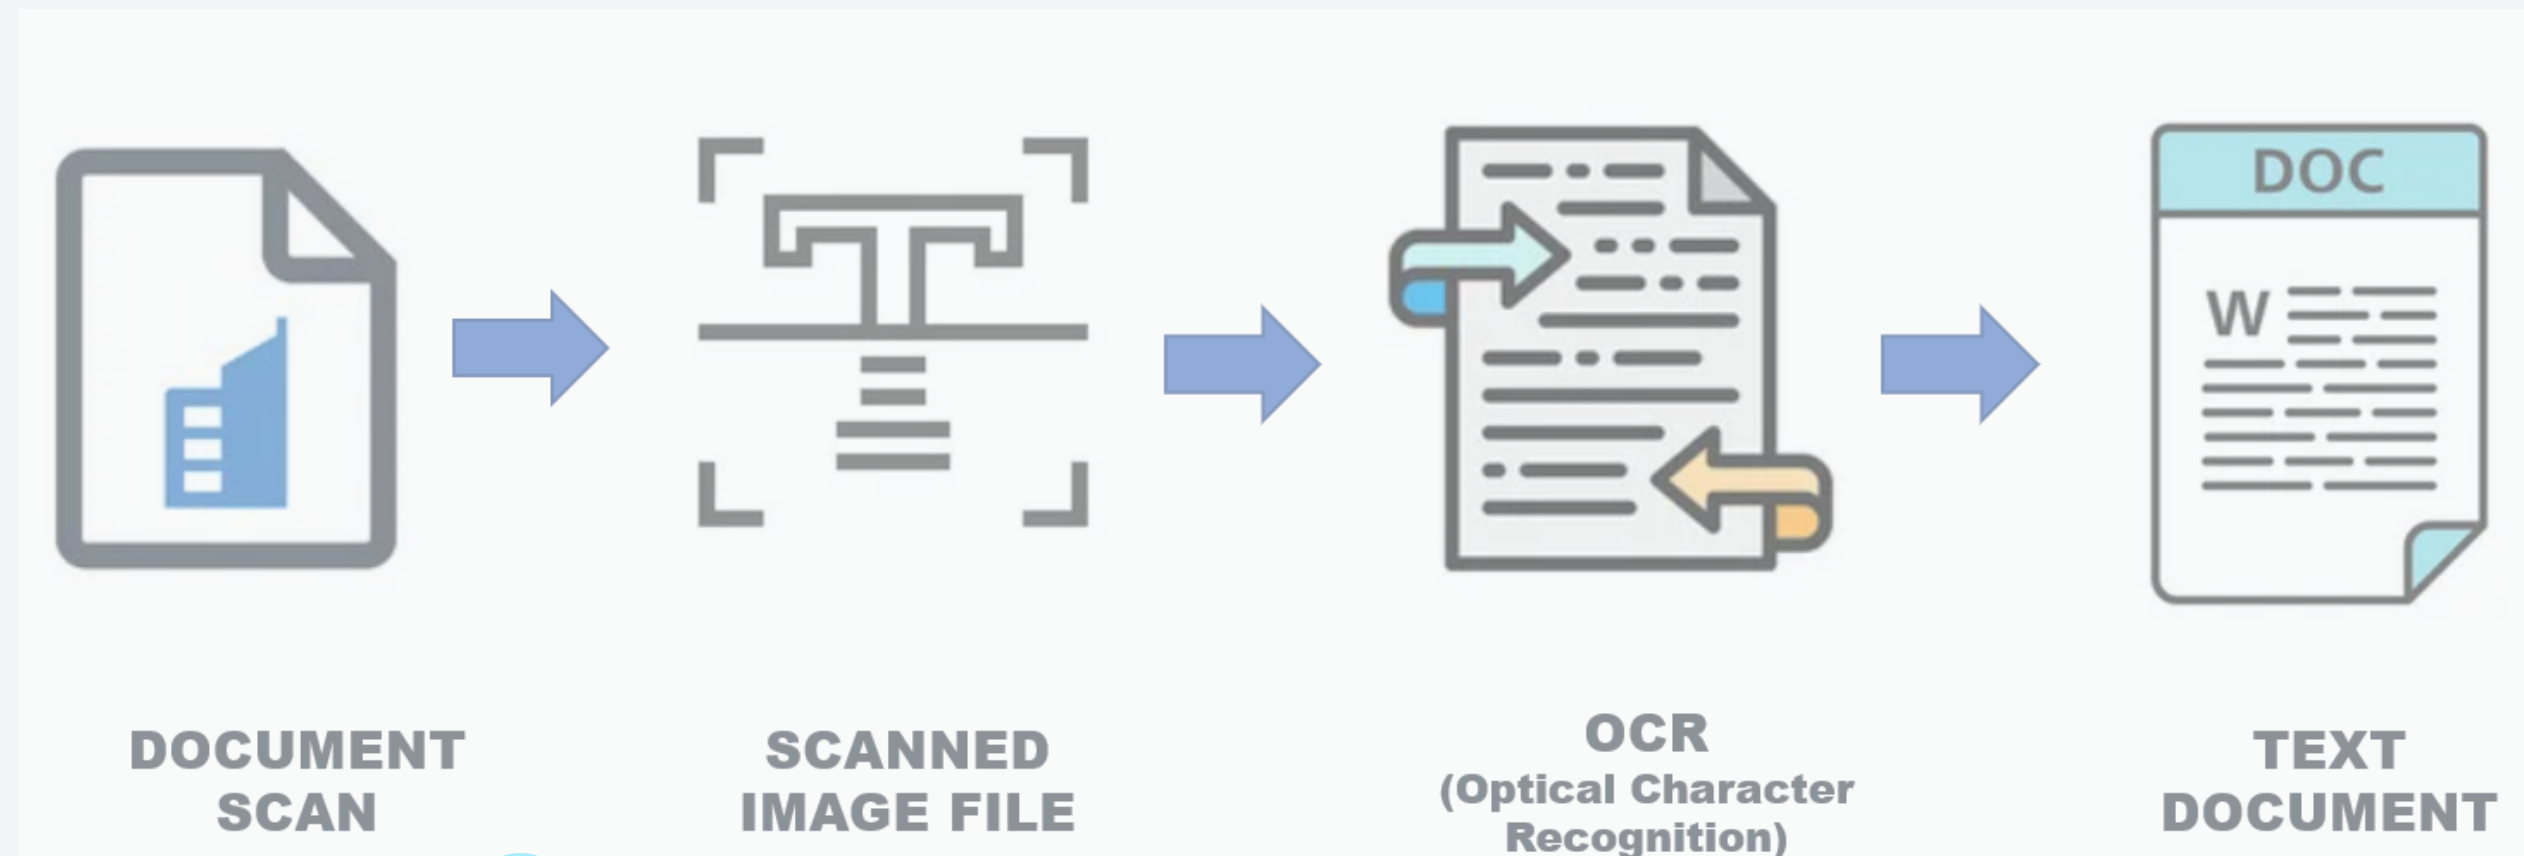 DOC
W
DOCUMENT
SCAN
SCANNED
IMAGE FILE
OCR
(Optical Character
Recognition)
TEXT
DOCUMENT